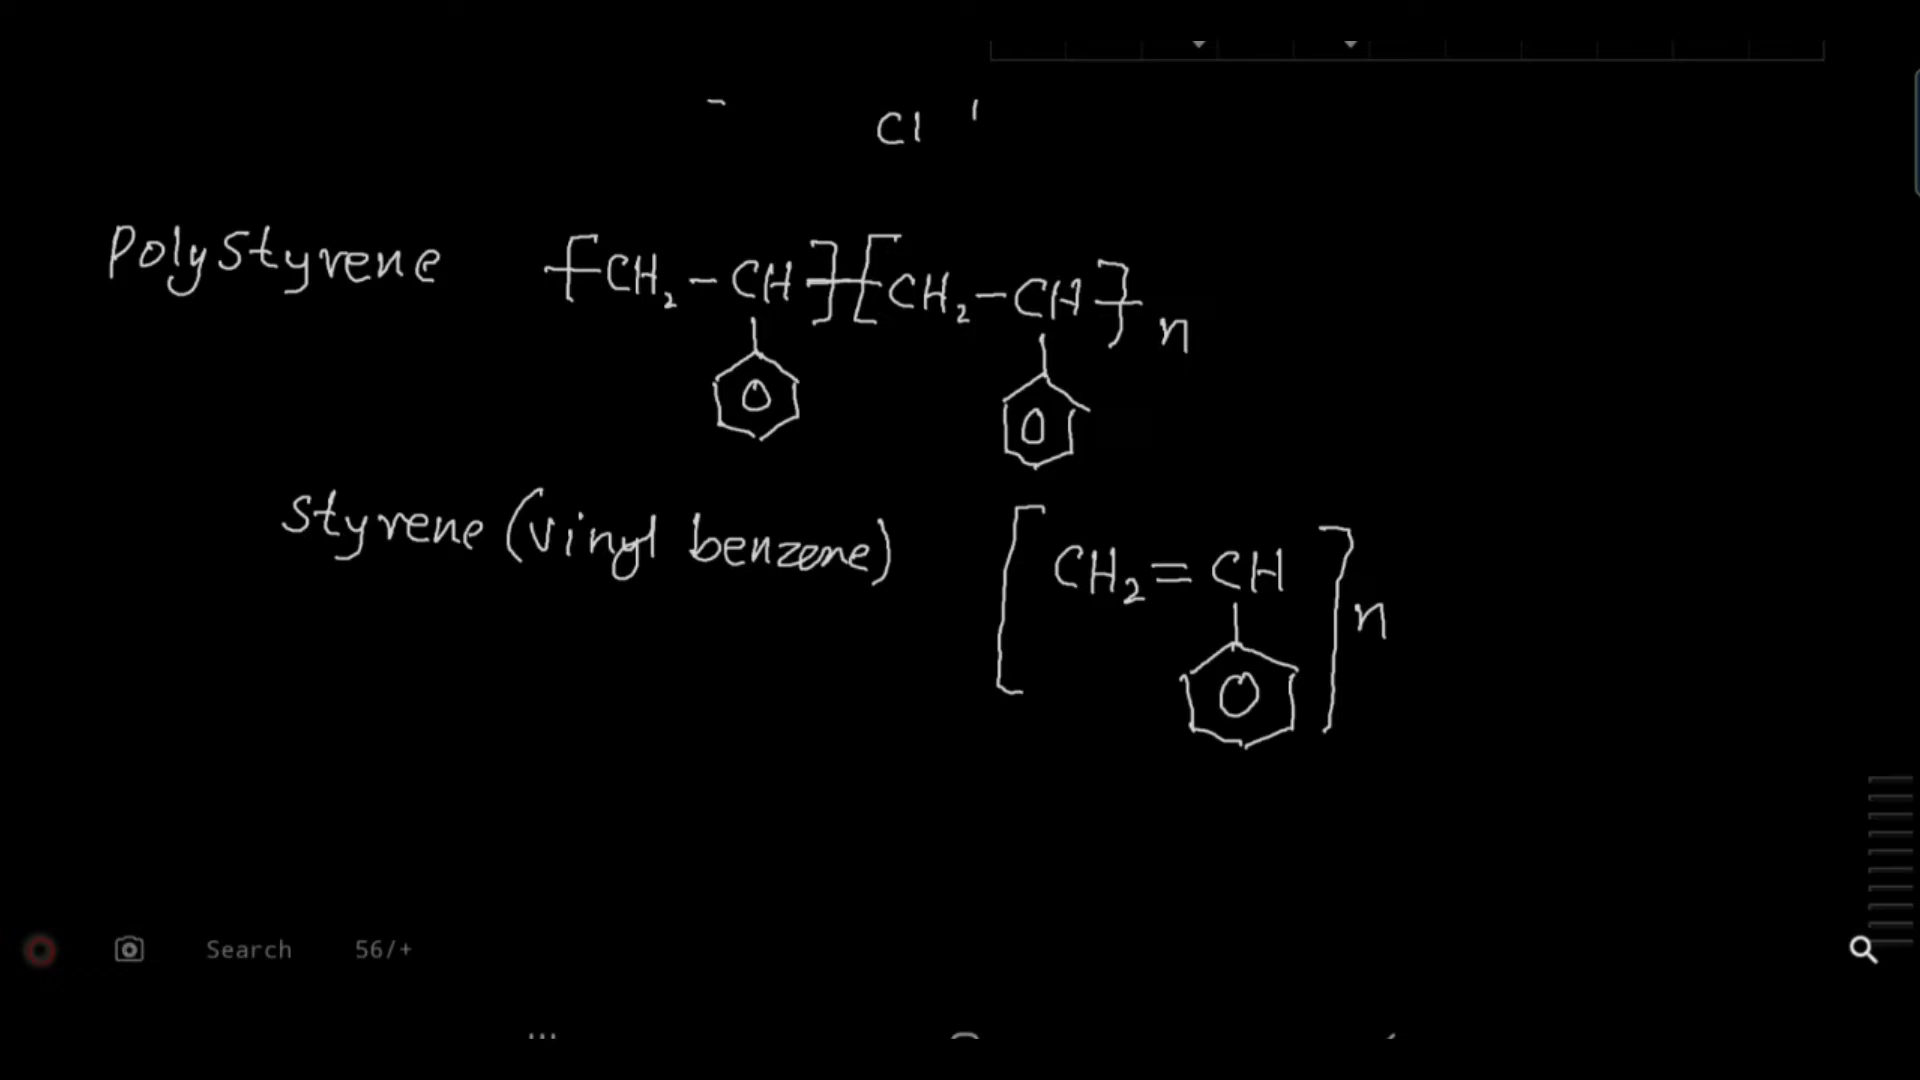 Cl
Polystyrene [CH₂-CH][CH₂-CH]n
Styrene (vinyl benzene) [CH₂=CH]n
Search 56/+